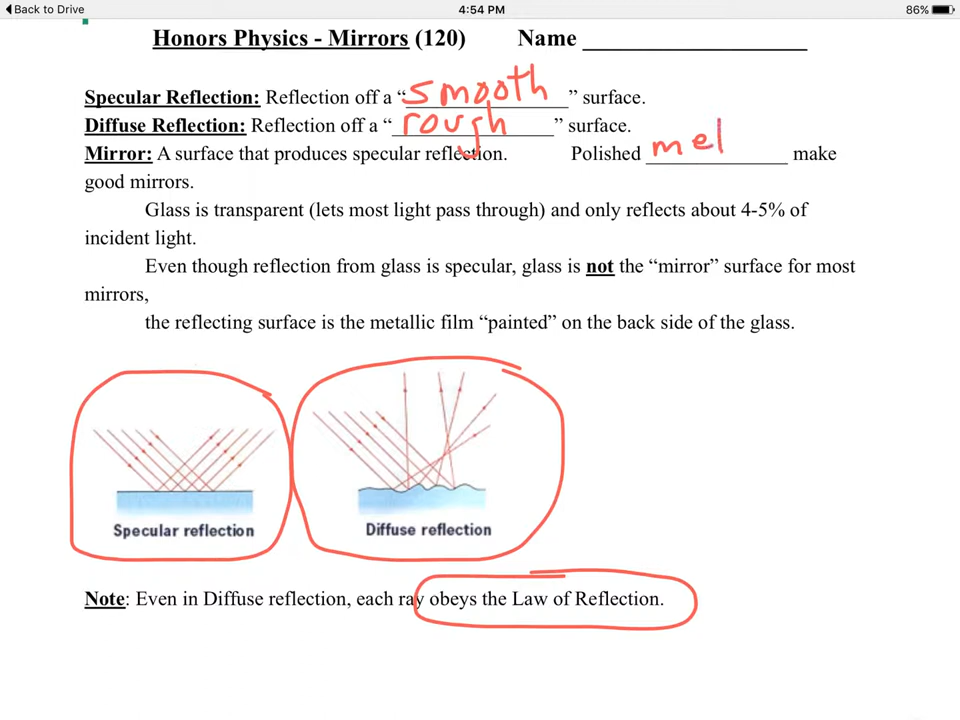 Back to Drive 4:54 PM 86%
Honors Physics - Mirrors (120) Name ____________________
Specular Reflection: Reflection off a “smooth” surface.
Diffuse Reflection: Reflection off a “rough” surface.
Mirror: A surface that produces specular reflection. Polished mel make
good mirrors.
Glass is transparent (lets most light pass through) and only reflects about 4-5% of
incident light.
Even though reflection from glass is specular, glass is not the “mirror” surface for most
mirrors,
the reflecting surface is the metallic film “painted” on the back side of the glass.
Specular reflection Diffuse reflection
Note: Even in Diffuse reflection, each ray obeys the Law of Reflection.